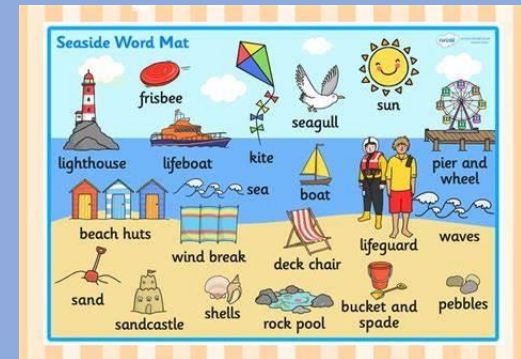 Seaside Word Mat
twinkl
frisbee
seagull
sun
lighthouse
lifeboat
kite
pier and
wheel
sea
boat
beach huts
wind break
deck chair
lifeguard
waves
sand
sandcastle
shells
rock pool
bucket and
spade
pebbles